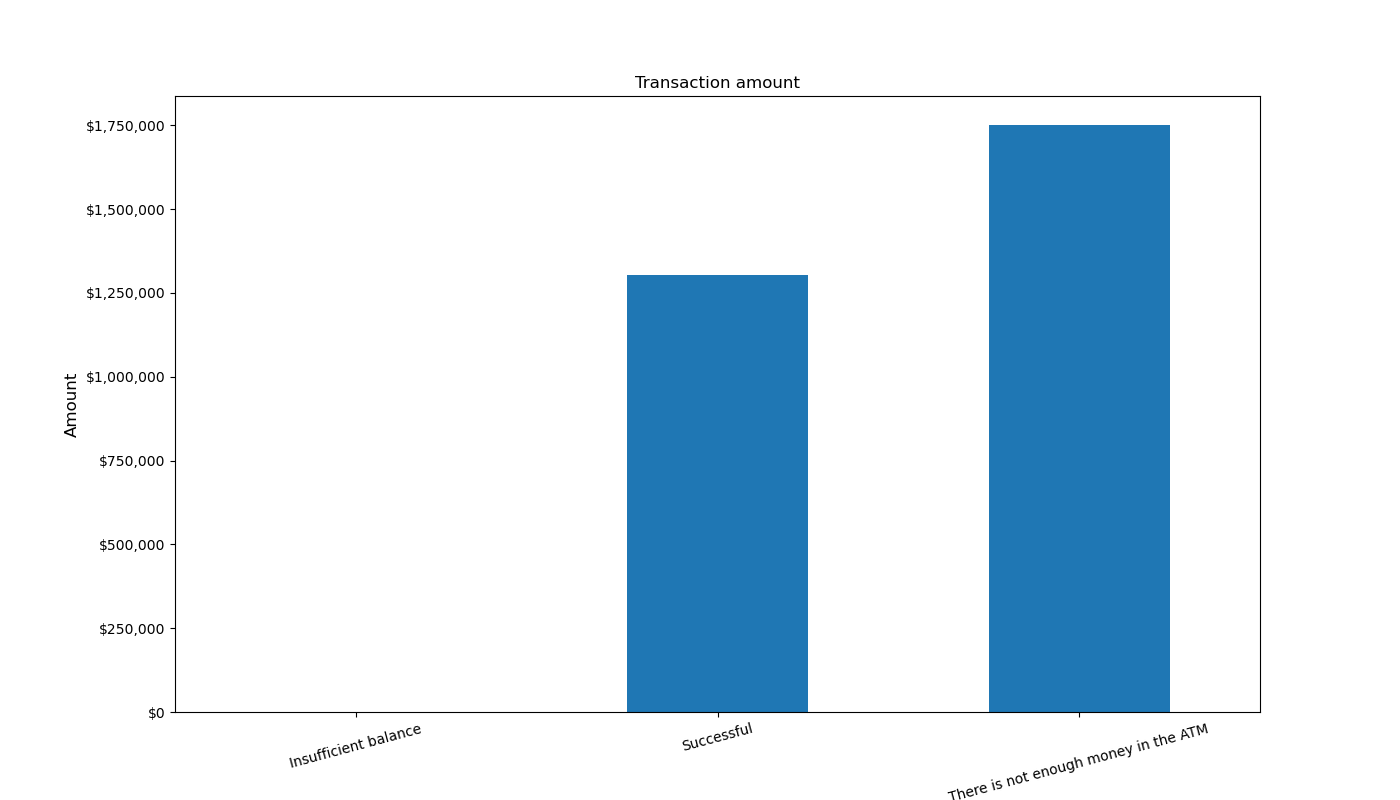 Transaction amount
Amount
$1,750,000
$1,500,000
$1,250,000
$1,000,000
$750,000
$500,000
$250,000
$0
Insufficient balance
Successful
There is not enough money in the ATM